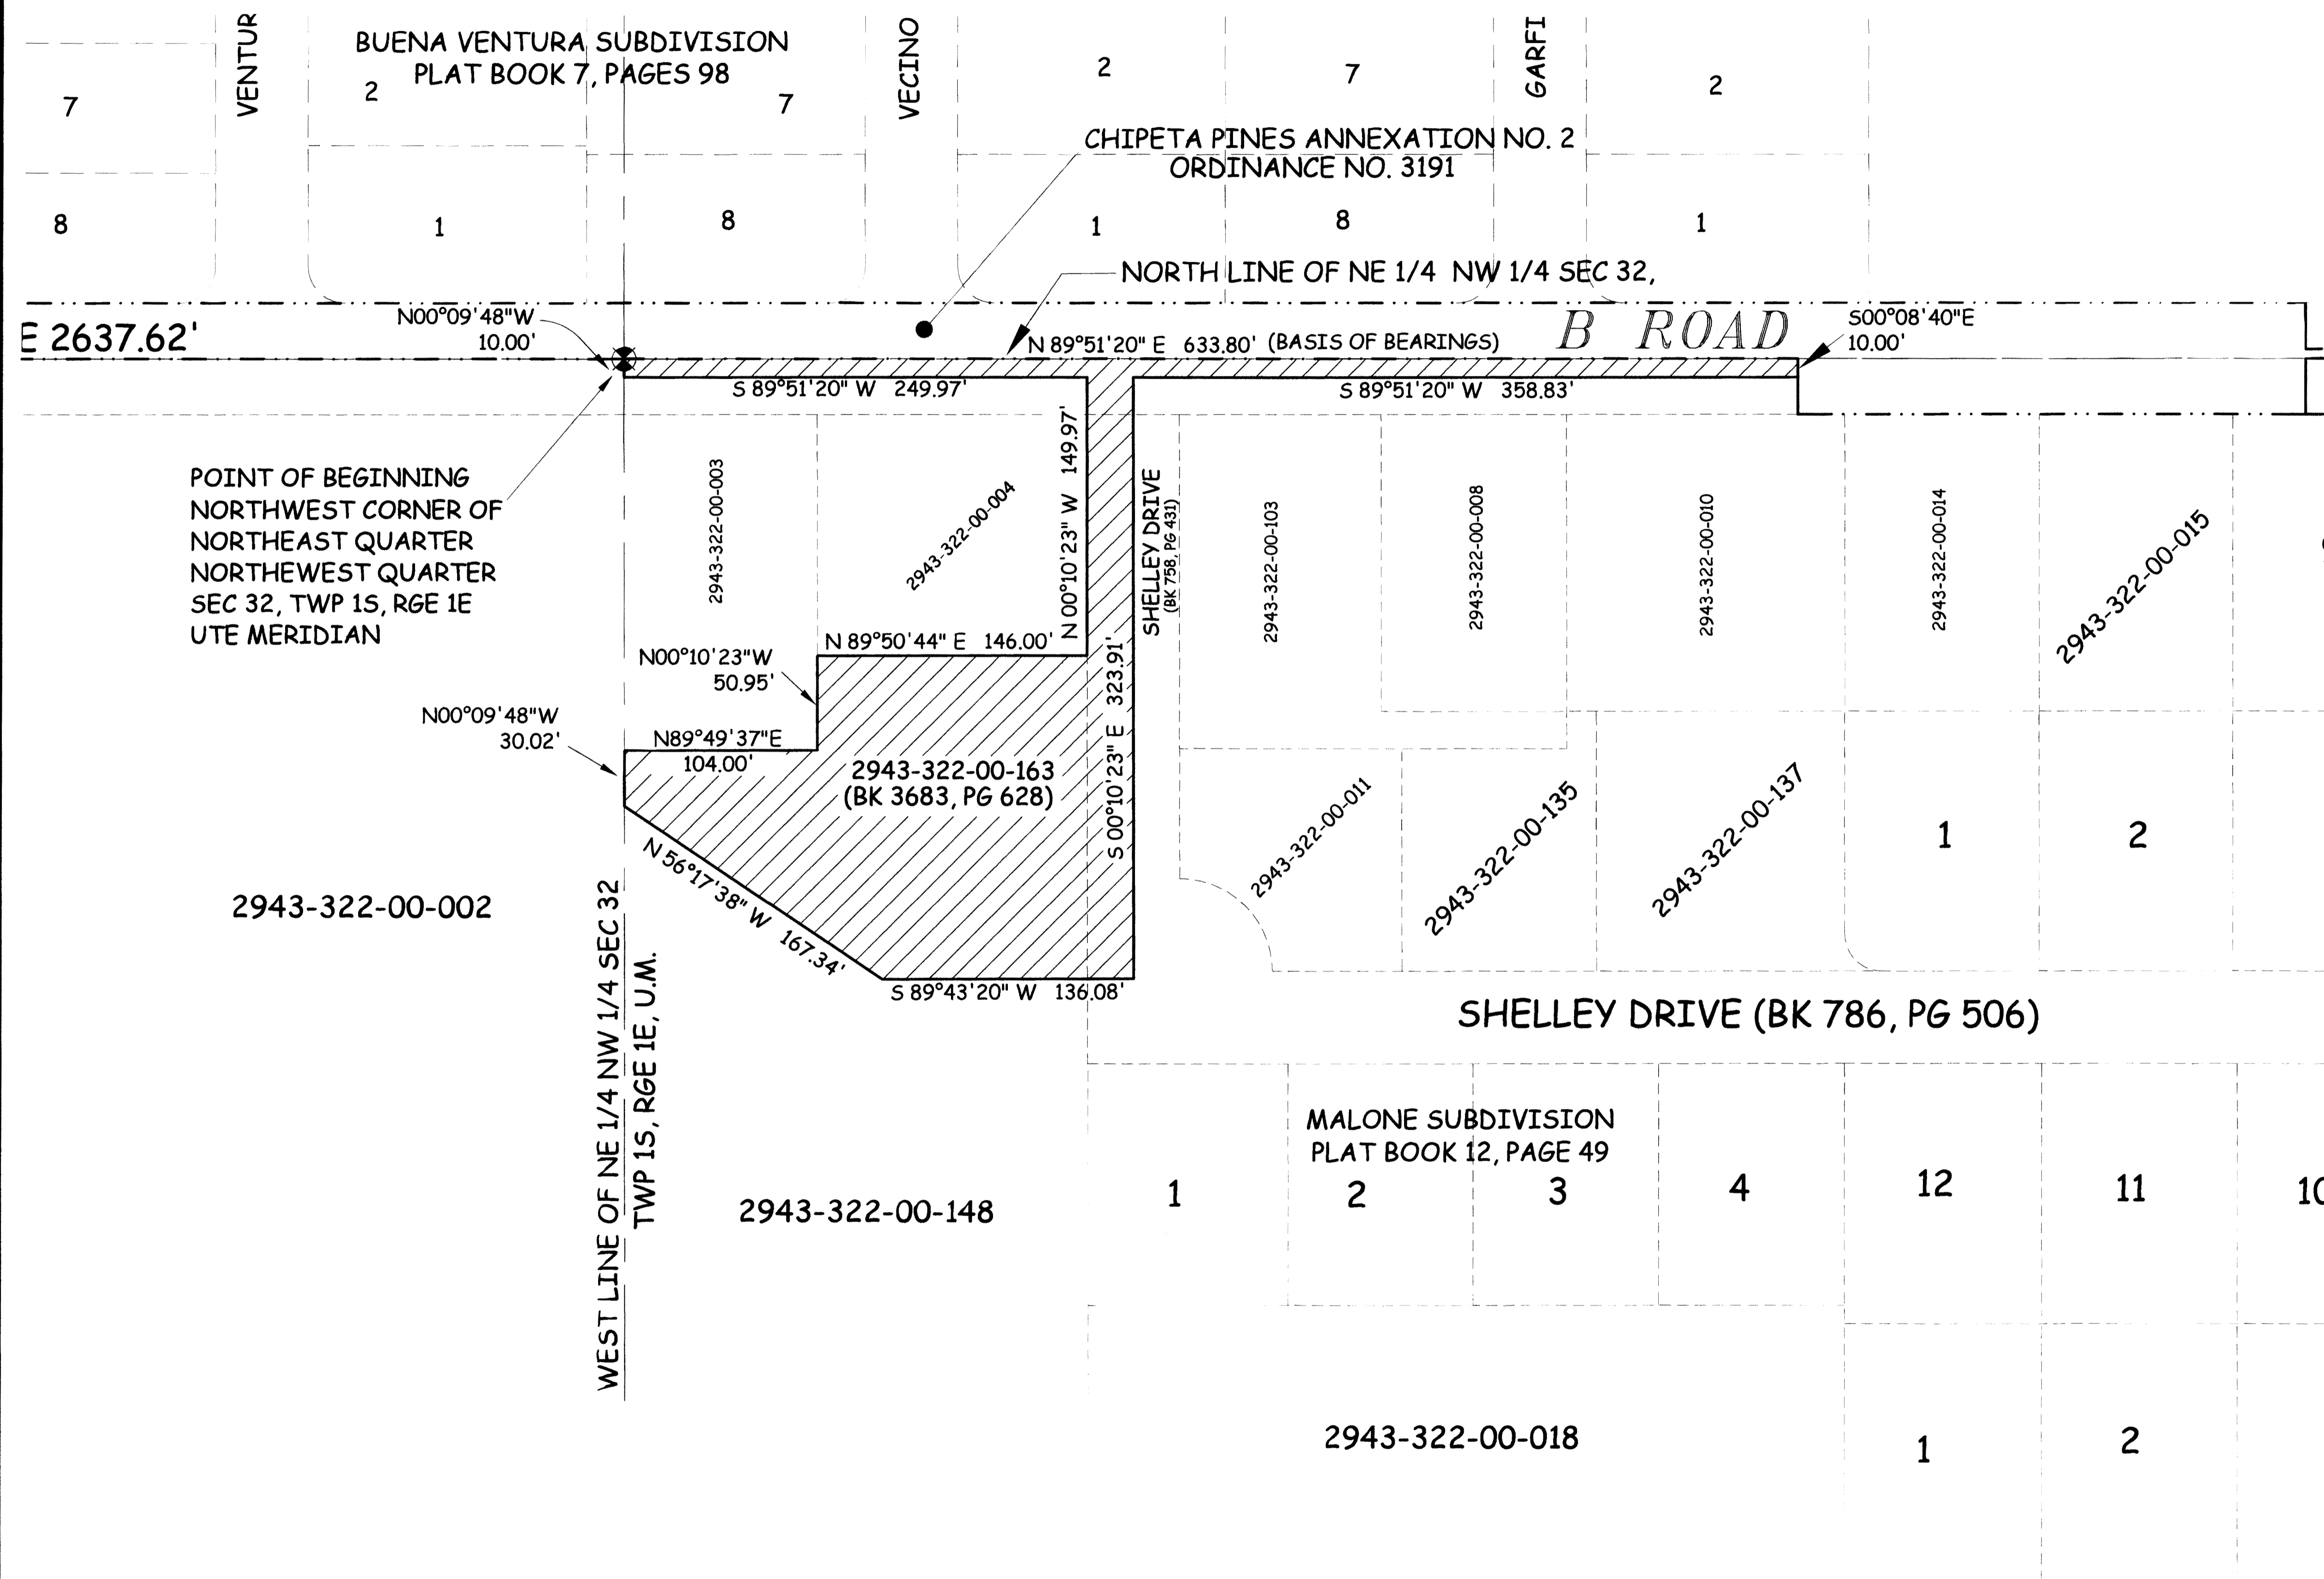 VENTUR
BUENA VENTURA SUBDIVISION
PLAT BOOK 7, PAGES 98
VECINO
GARFI
7
2
7
2
7
2
8
1
8
1
8
1
CHIPETA PINES ANNEXATION NO. 2
ORDINANCE NO. 3191
NORTH LINE OF NE 1/4 NW 1/4 SEC 32,
E 2637.62'
N00°09'48"W
10.00'
N 89°51'20" E 633.80' (BASIS OF BEARINGS)
B ROAD
S00°08'40"E
10.00'
S 89°51'20" W 249.97'
S 89°51'20" W 358.83'
POINT OF BEGINNING
NORTHWEST CORNER OF
NORTHEAST QUARTER
NORTHEWEST QUARTER
SEC 32, TWP 1S, RGE 1E
UTE MERIDIAN
2943-322-00-003
2943-322-00-004
N 00°10'23" W 149.97'
SHELLEY DRIVE
(BK 758, PG 431)
2943-322-00-103
2943-322-00-008
2943-322-00-010
2943-322-00-014
2943-322-00-015
N 89°50'44" E 146.00'
N00°10'23"W
50.95'
N00°09'48"W
30.02'
N89°49'37"E
104.00'
2943-322-00-163
(BK 3683, PG 628)
S 00°10'23" E 323.91'
2943-322-00-011
2943-322-00-135
2943-322-00-137
1
2
N 56°17'38" W 167.34'
S 89°43'20" W 136.08'
2943-322-00-002
WEST LINE OF NE 1/4 NW 1/4 SEC 32
TWP 1S, RGE 1E, U.M.
SHELLEY DRIVE (BK 786, PG 506)
MALONE SUBDIVISION
PLAT BOOK 12, PAGE 49
2943-322-00-148
1
2
3
4
12
11
10
2943-322-00-018
1
2